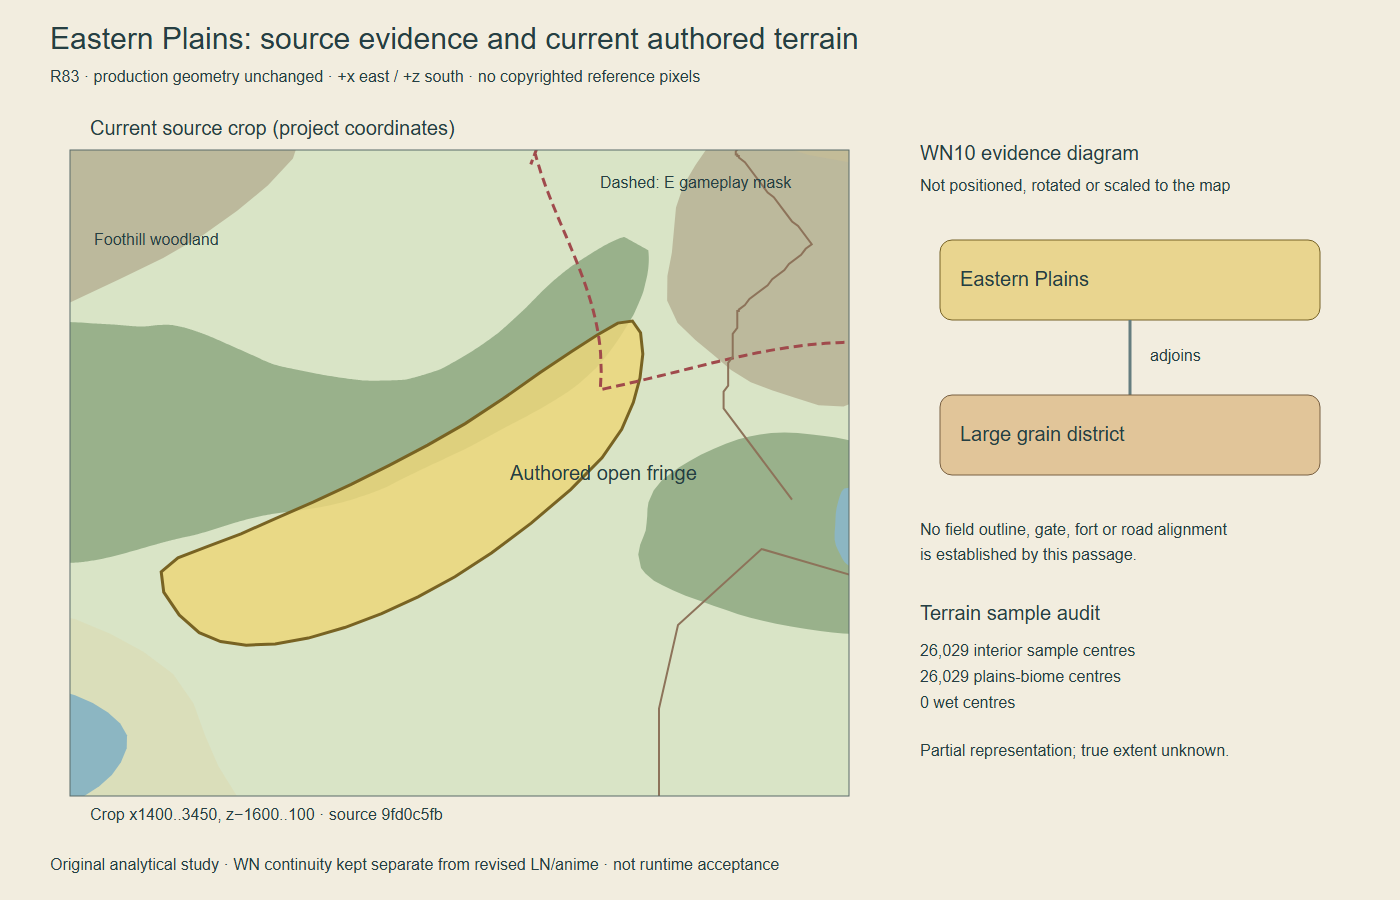 Eastern Plains: source evidence and current authored terrain
R83 · production geometry unchanged · +x east / +z south · no copyrighted reference pixels
Current source crop (project coordinates)
Dashed: E gameplay mask
Foothill woodland
Authored open fringe
Crop x1400..3450, z−1600..100 · source 9fd0c5fb
WN10 evidence diagram
Not positioned, rotated or scaled to the map
Eastern Plains
adjoins
Large grain district
No field outline, gate, fort or road alignment
is established by this passage.
Terrain sample audit
26,029 interior sample centres
26,029 plains-biome centres
0 wet centres
Partial representation; true extent unknown.
Original analytical study · WN continuity kept separate from revised LN/anime · not runtime acceptance